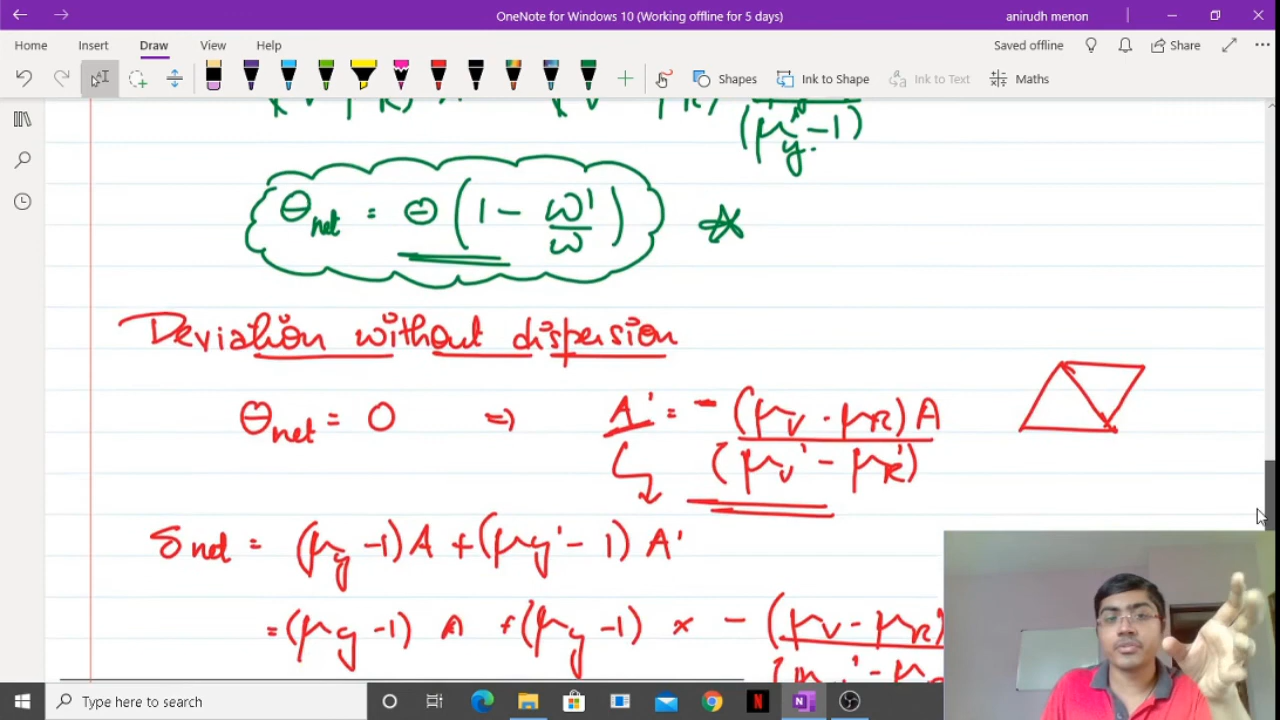 OneNote for Windows 10 (Working offline for 5 days)
anirudh menon
Home Insert Draw View Help
Saved offline
Share
Shapes Ink to Shape Ink to Text Maths
(μy' - 1)
θnet = θ (1 - ω'/ω)
Deviation without dispersion
θnet = 0 ⇒ A' = - (μv - μR) A / (μv' - μR')
δnet = (μy - 1) A + (μy' - 1) A'
= (μy - 1) A + (μy - 1) × - (μv - μR)
Type here to search